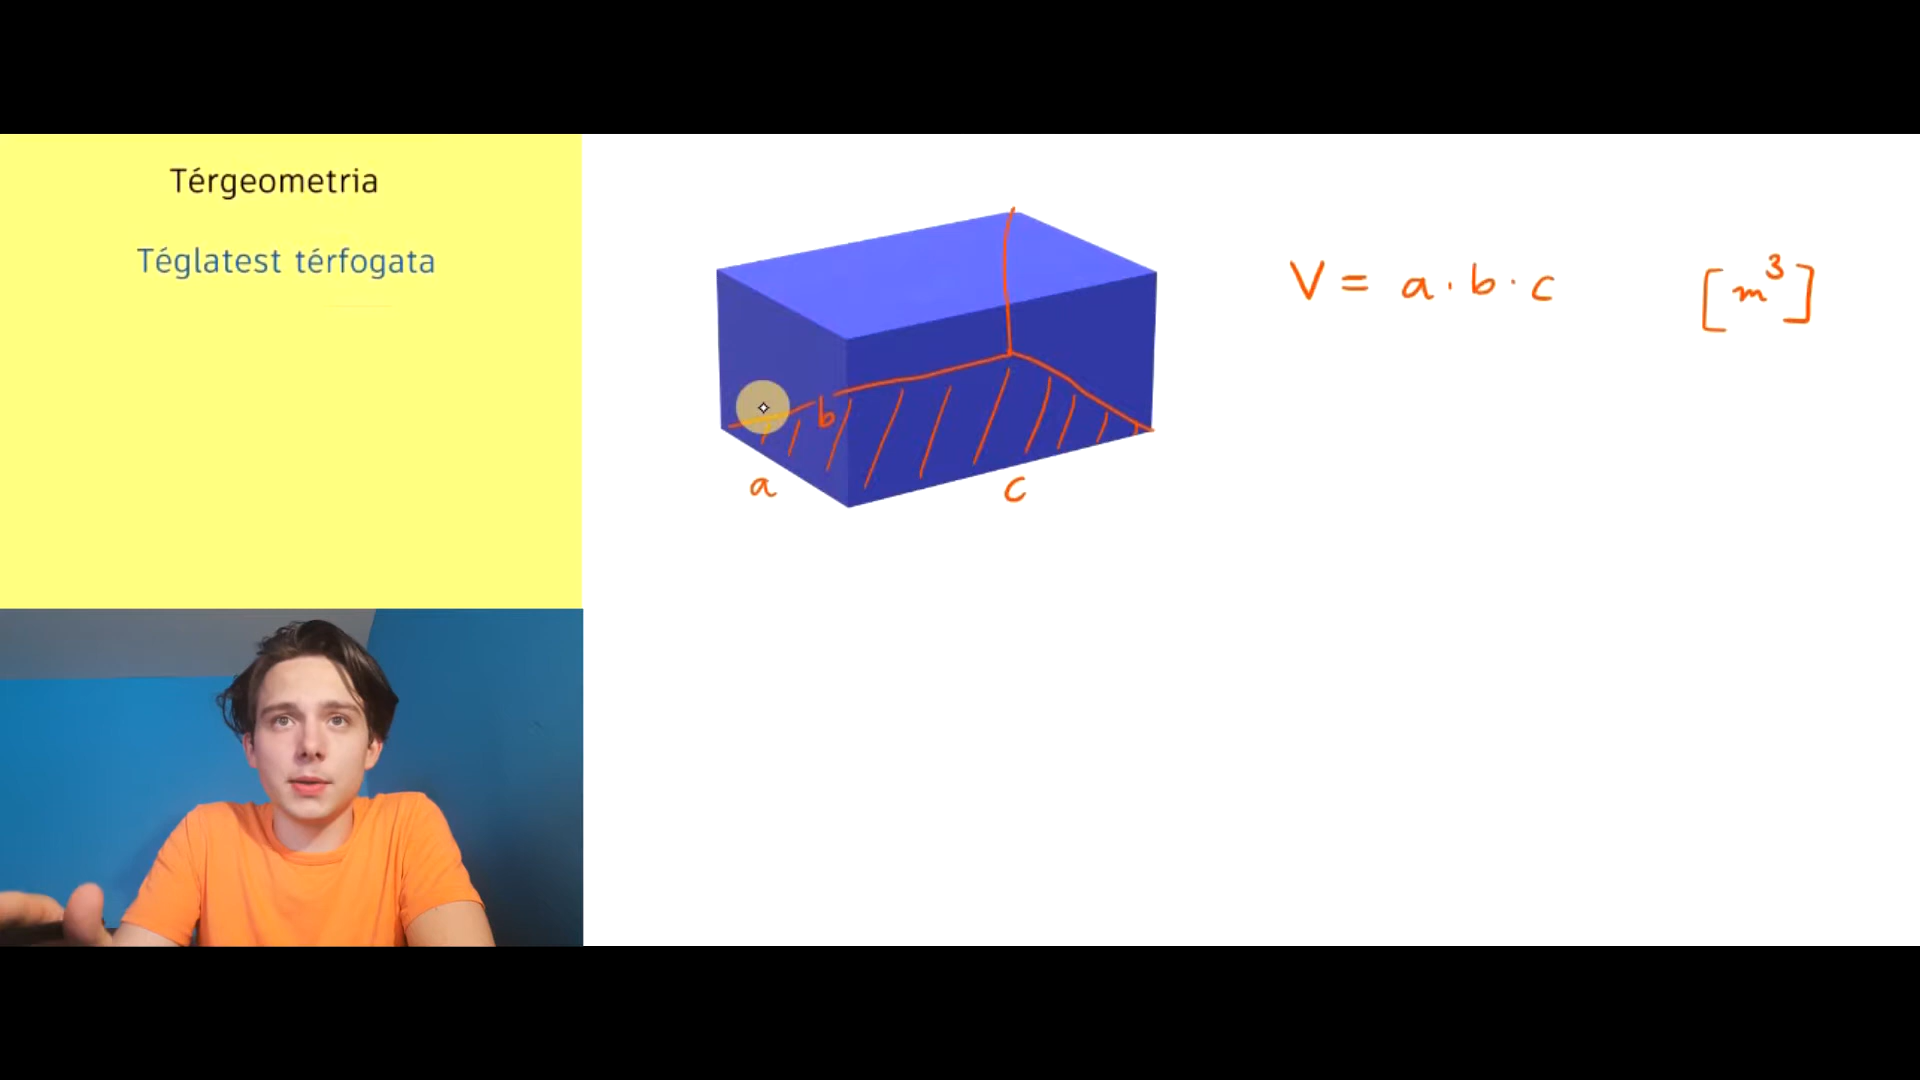 Térgeometria
Téglatest térfogata
V = a · b · c [m³]
b
a
c